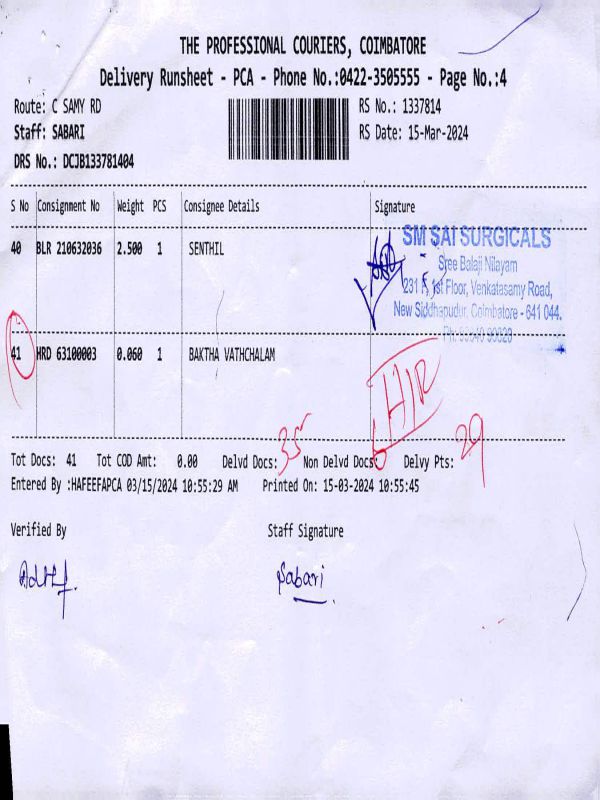 THE PROFESSIONAL COURIERS, COIMBATORE
Delivery Runsheet - PCA - Phone No.:0422-3505555 - Page No.:4
Route: C SAMY RD RS No.: 1337814
Staff: SABARI RS Date: 15-Mar-2024
DRS No.: DCJB133781404
S No Consignment No Weight PCS Consignee Details Signature
40 BLR 210632036 2.500 1 SENTHIL
SM SAI SURGICALS
Sree Balaji Nilayam
231 F, 1st Floor, Venkatasamy Road,
New Siddhapudur, Coimbatore - 641 044.
41 HRD 63100003 0.060 1 BAKTHA VATHCHALAM
H/R
Tot Docs: 41 Tot COD Amt: 0.00 Delvd Docs: 35 Non Delvd Docs: 6 Delvy Pts: 29
Entered By :HAFEEFAPCA 03/15/2024 10:55:29 AM Printed On: 15-03-2024 10:55:45
Verified By Staff Signature
Sabari